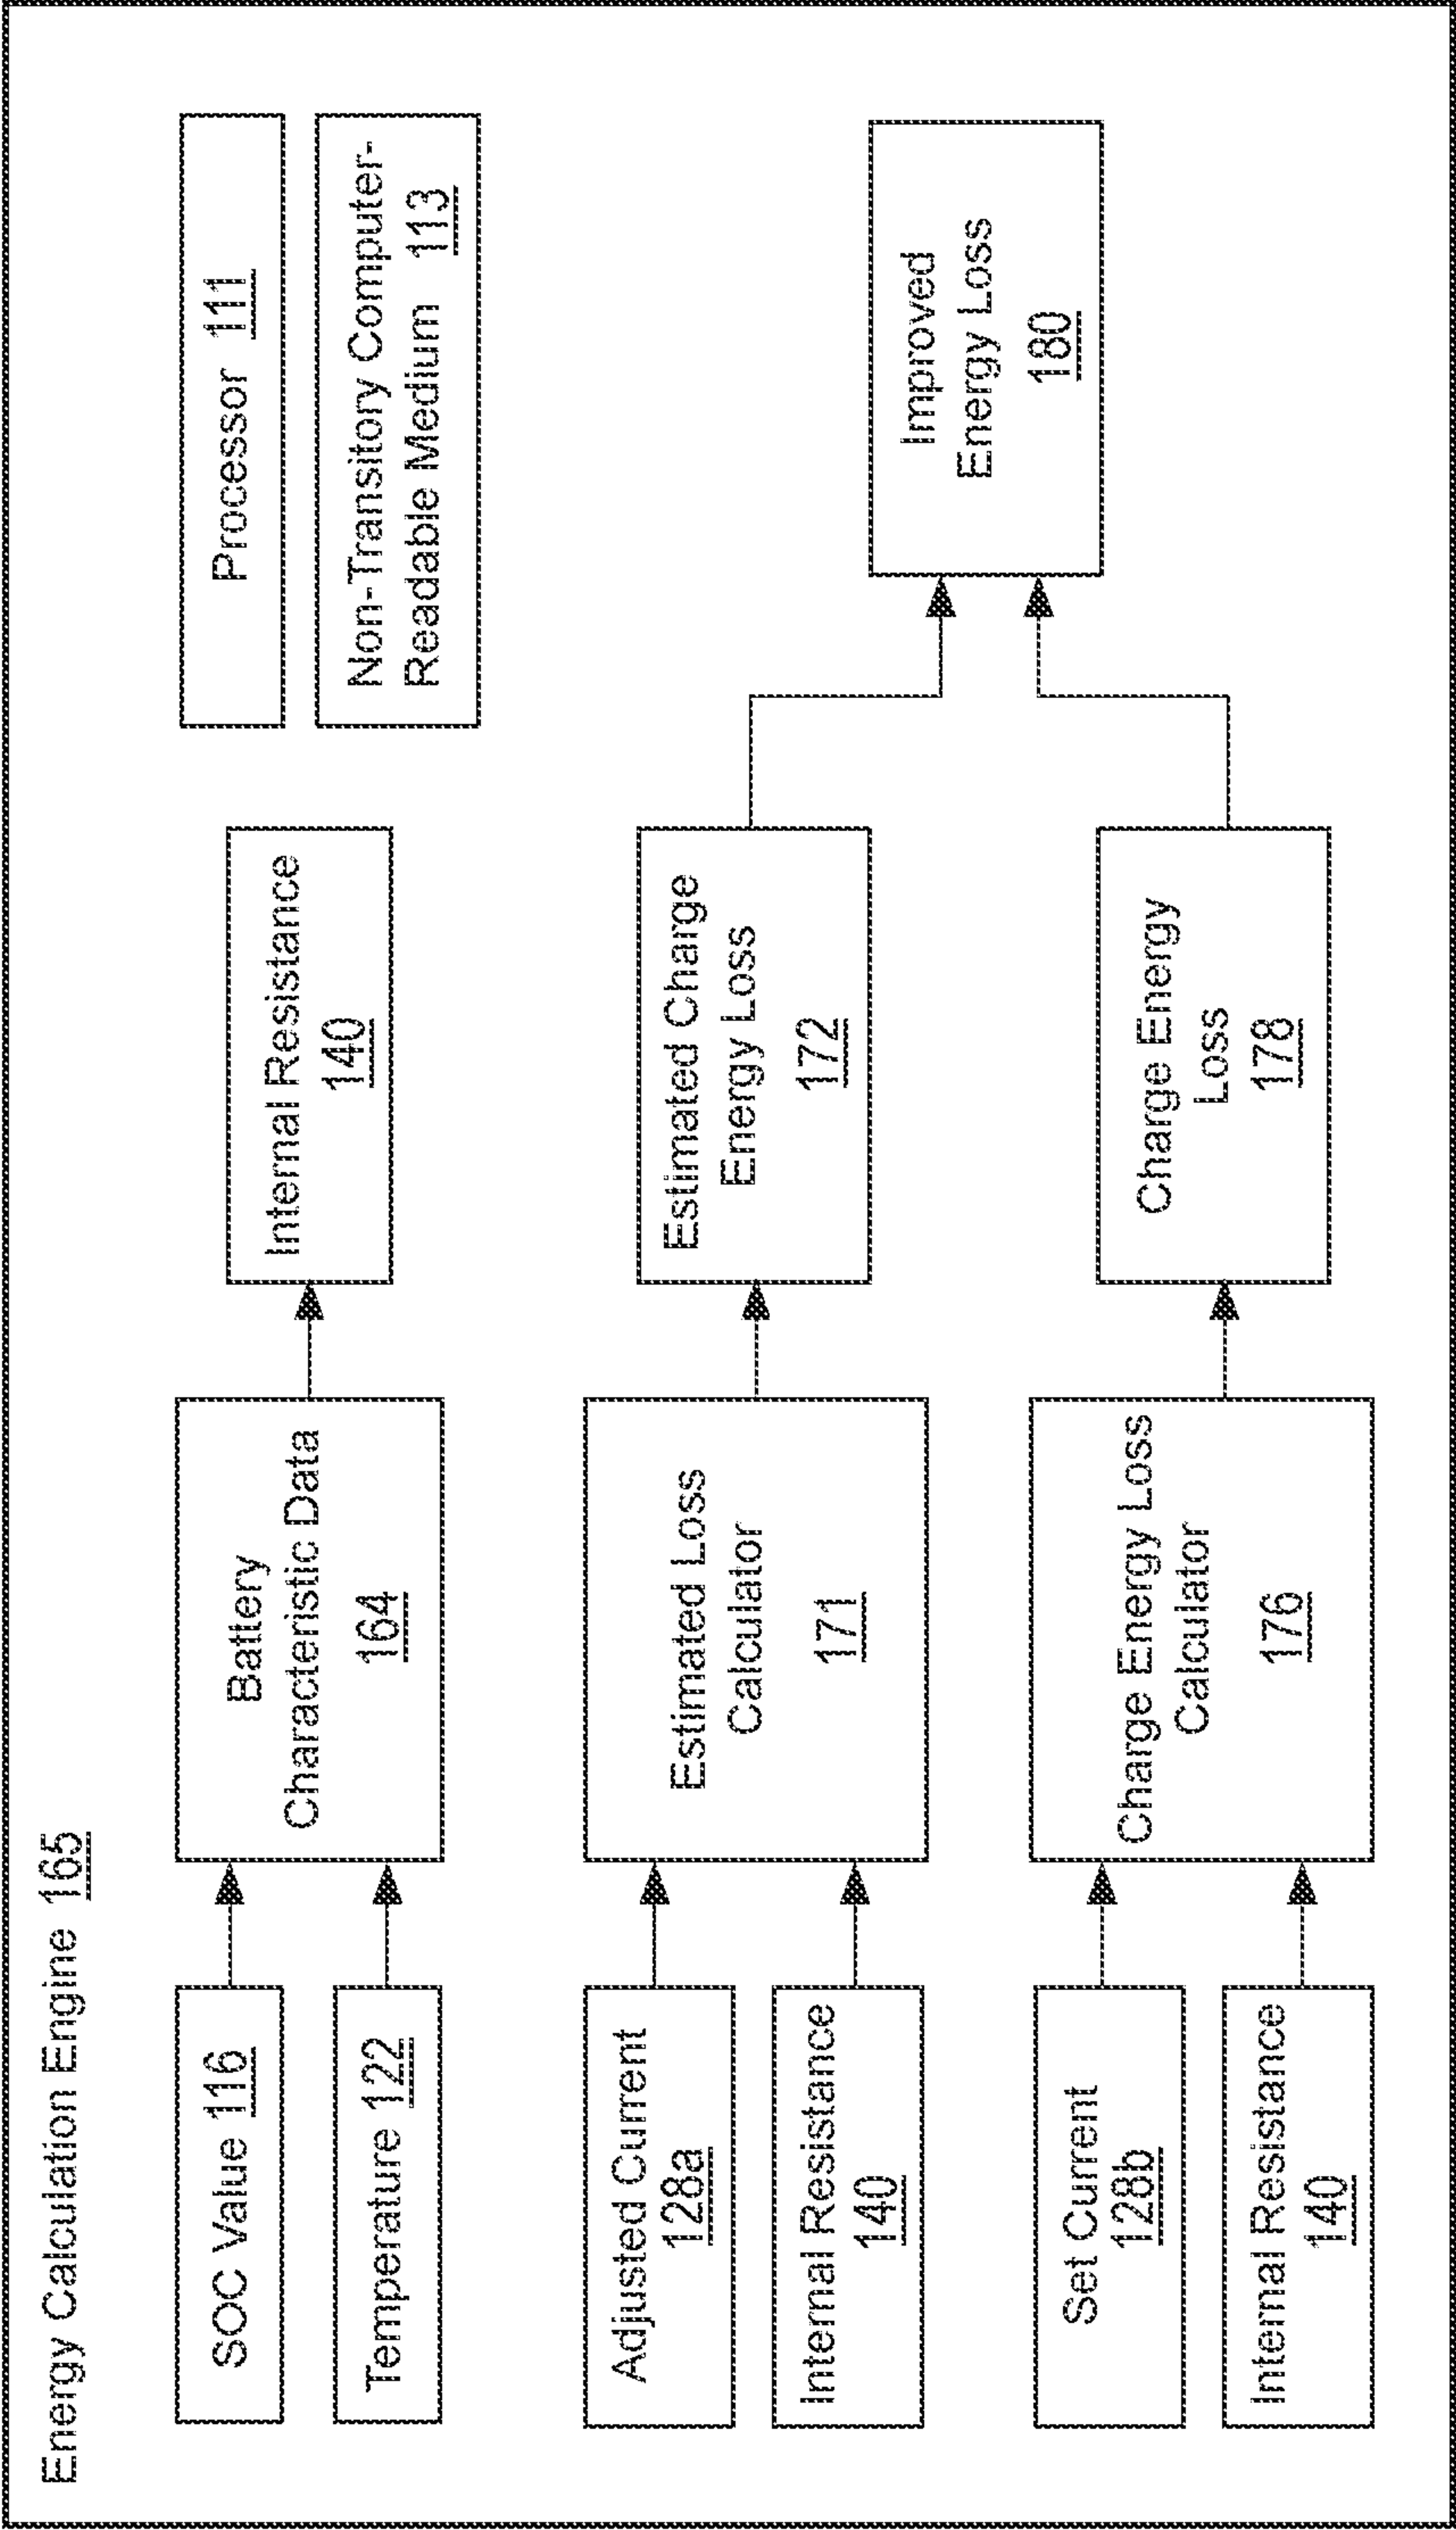 Energy Calculation Engine 165
SOC Value 116
Temperature 122
Battery
Characteristic Data
164
Internal Resistance
140
Processor 111
Non-Transitory Computer-
Readable Medium 113
Adjusted Current
128a
Internal Resistance
140
Estimated Loss
Calculator
171
Estimated Charge
Energy Loss
172
Set Current
128b
Internal Resistance
140
Charge Energy Loss
Calculator
176
Charge Energy
Loss
178
Improved
Energy Loss
180